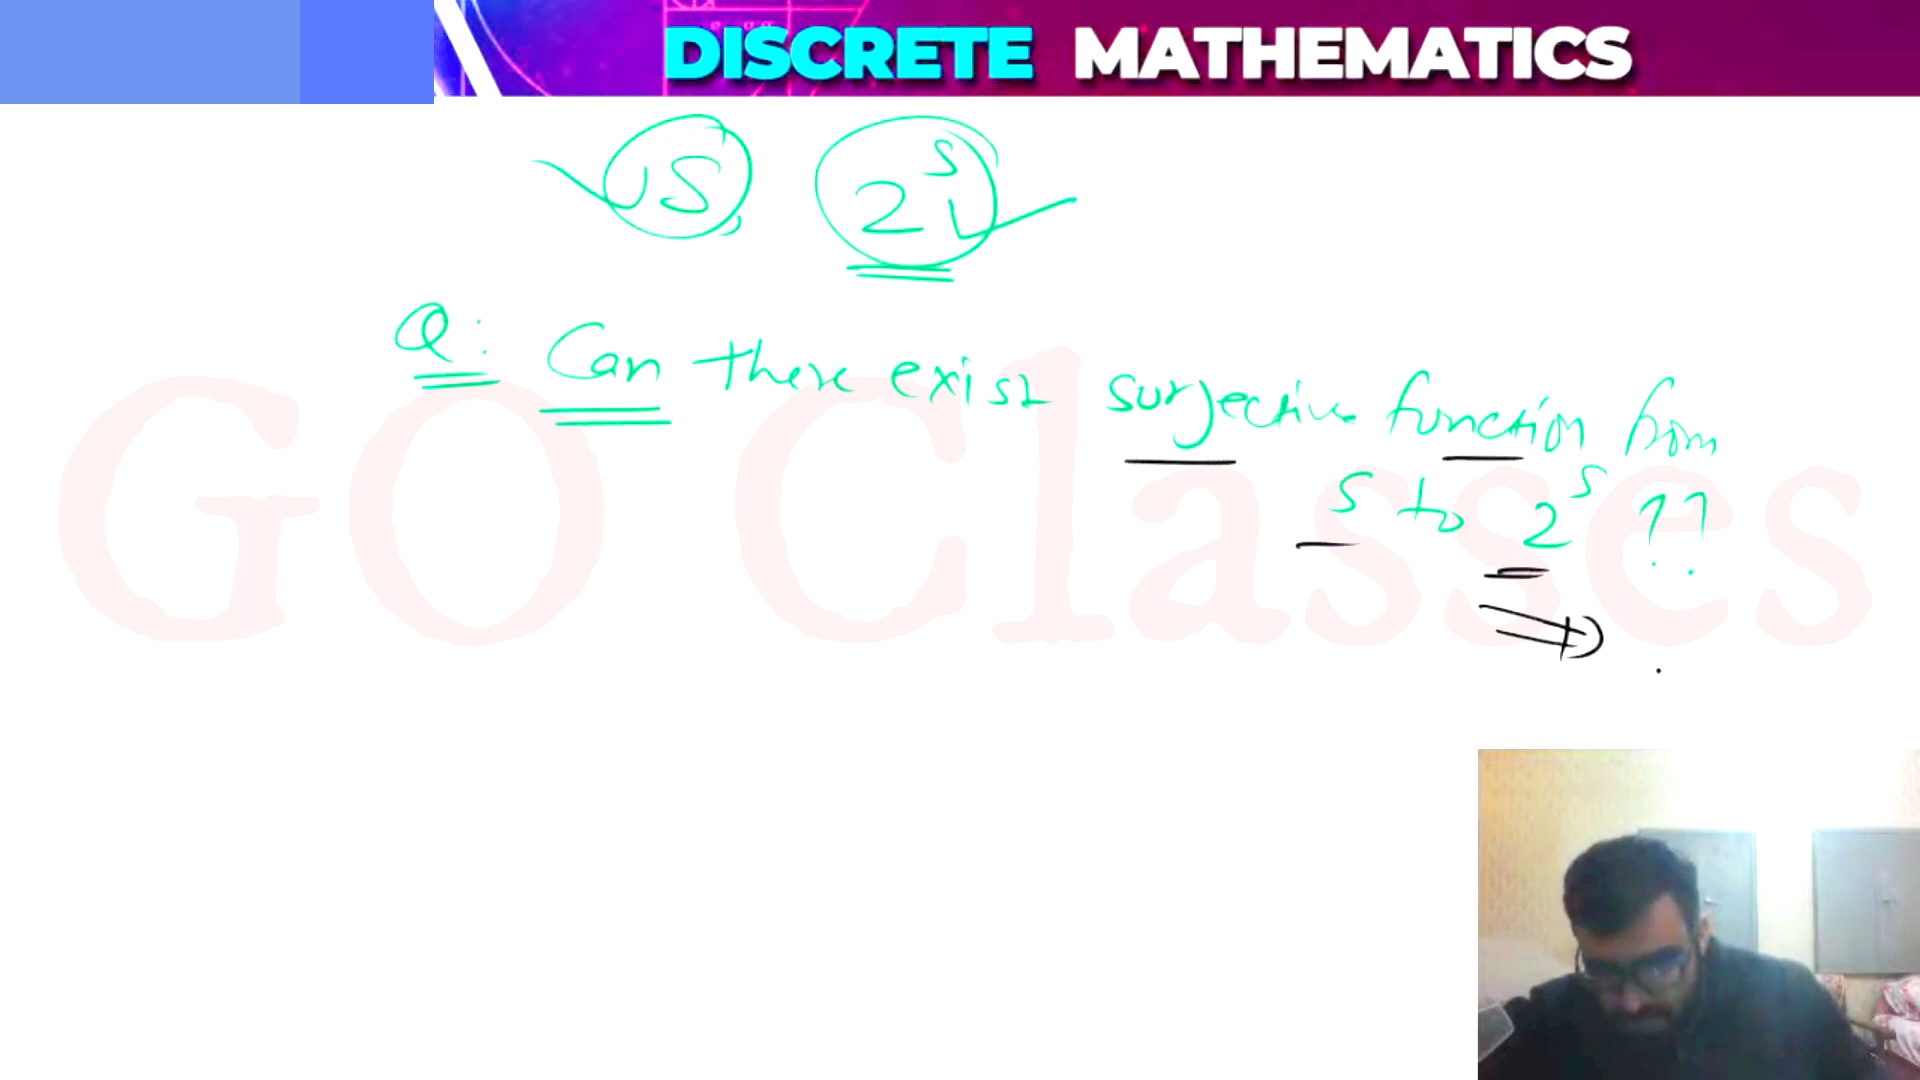 DISCRETE MATHEMATICS
S 2^S
Q: Can there exist surjective function from
S to 2^S ??
GO Classes